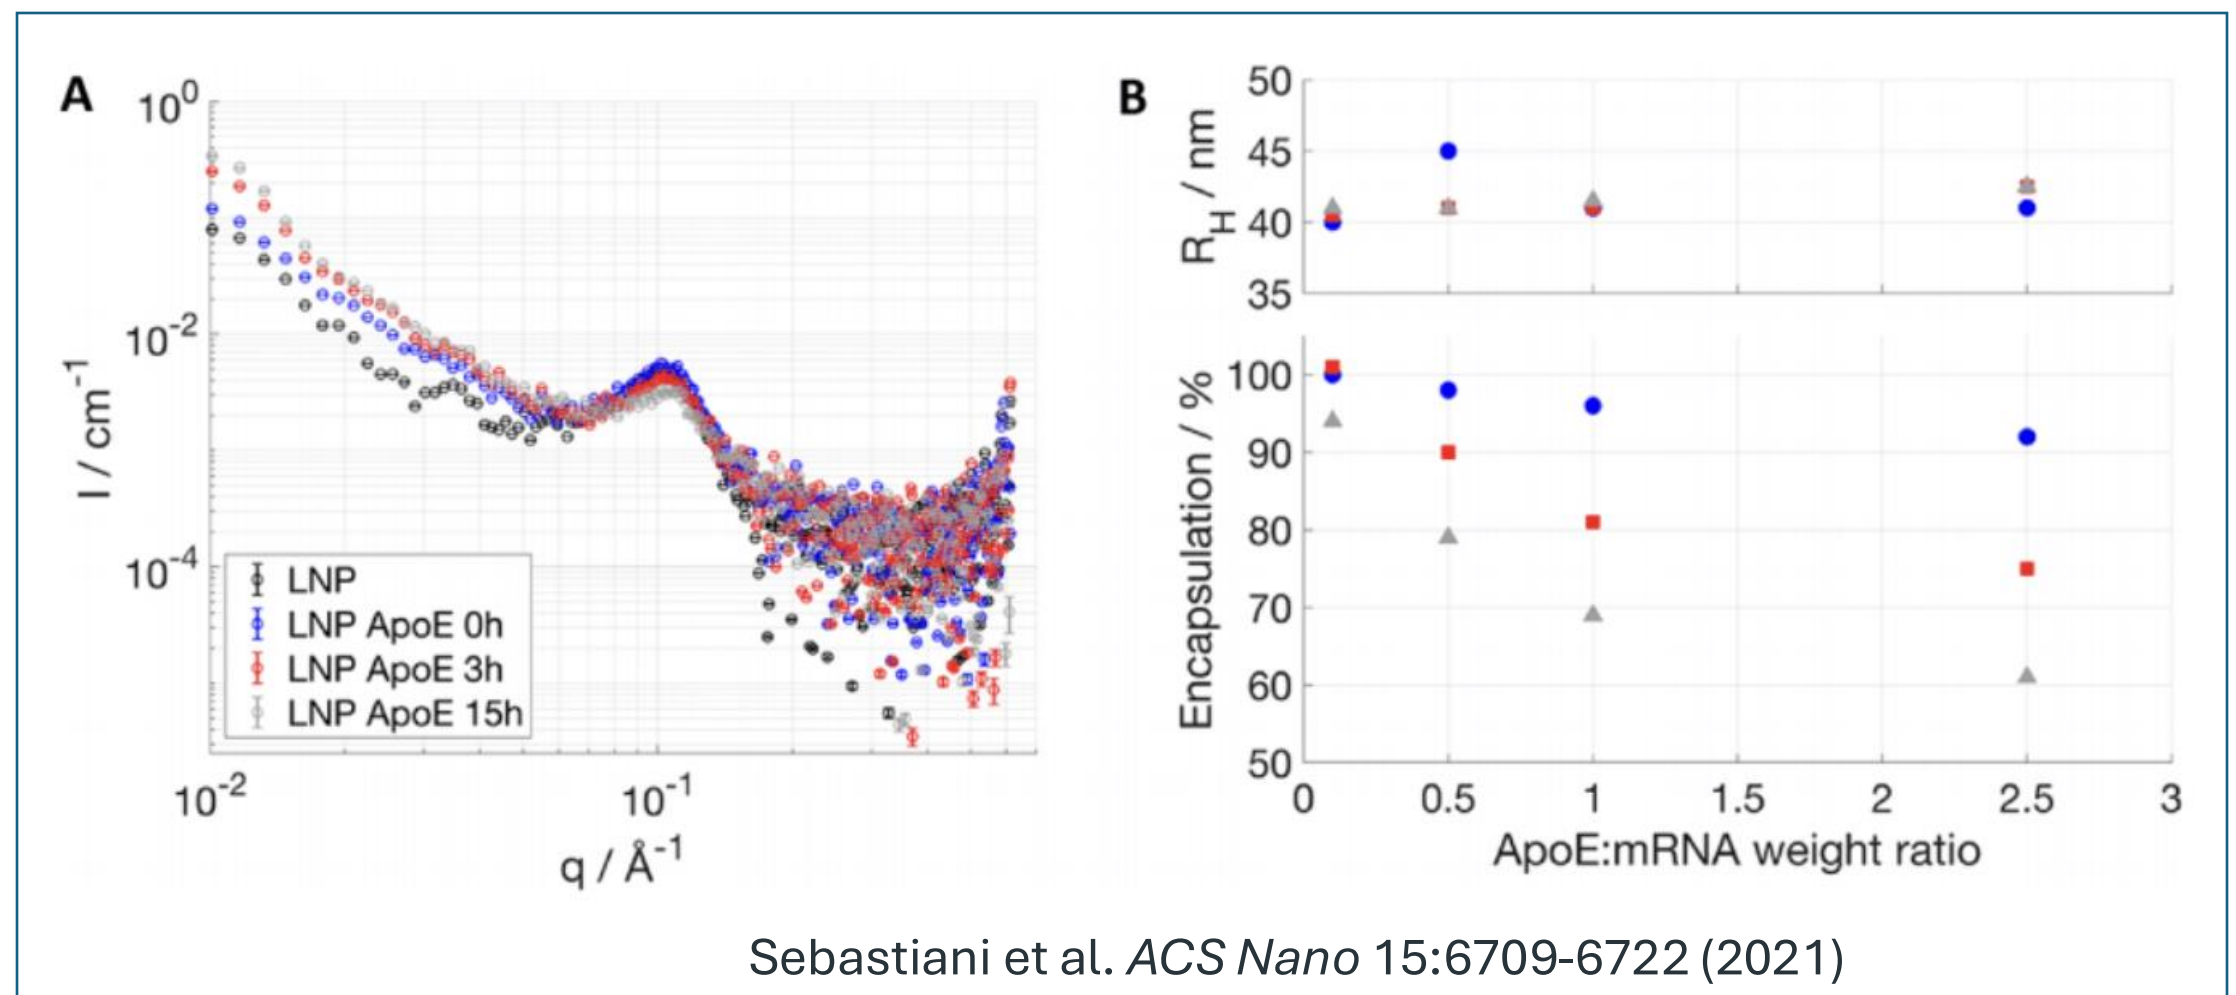 A
10⁰
10⁻²
10⁻⁴
I / cm⁻¹
LNP
LNP ApoE 0h
LNP ApoE 3h
LNP ApoE 15h
10⁻² 10⁻¹
q / Å⁻¹
B
50
45
40
35
R_H / nm
100
90
80
70
60
50
Encapsulation / %
0 0.5 1 1.5 2 2.5 3
ApoE:mRNA weight ratio
Sebastiani et al. ACS Nano 15:6709-6722 (2021)